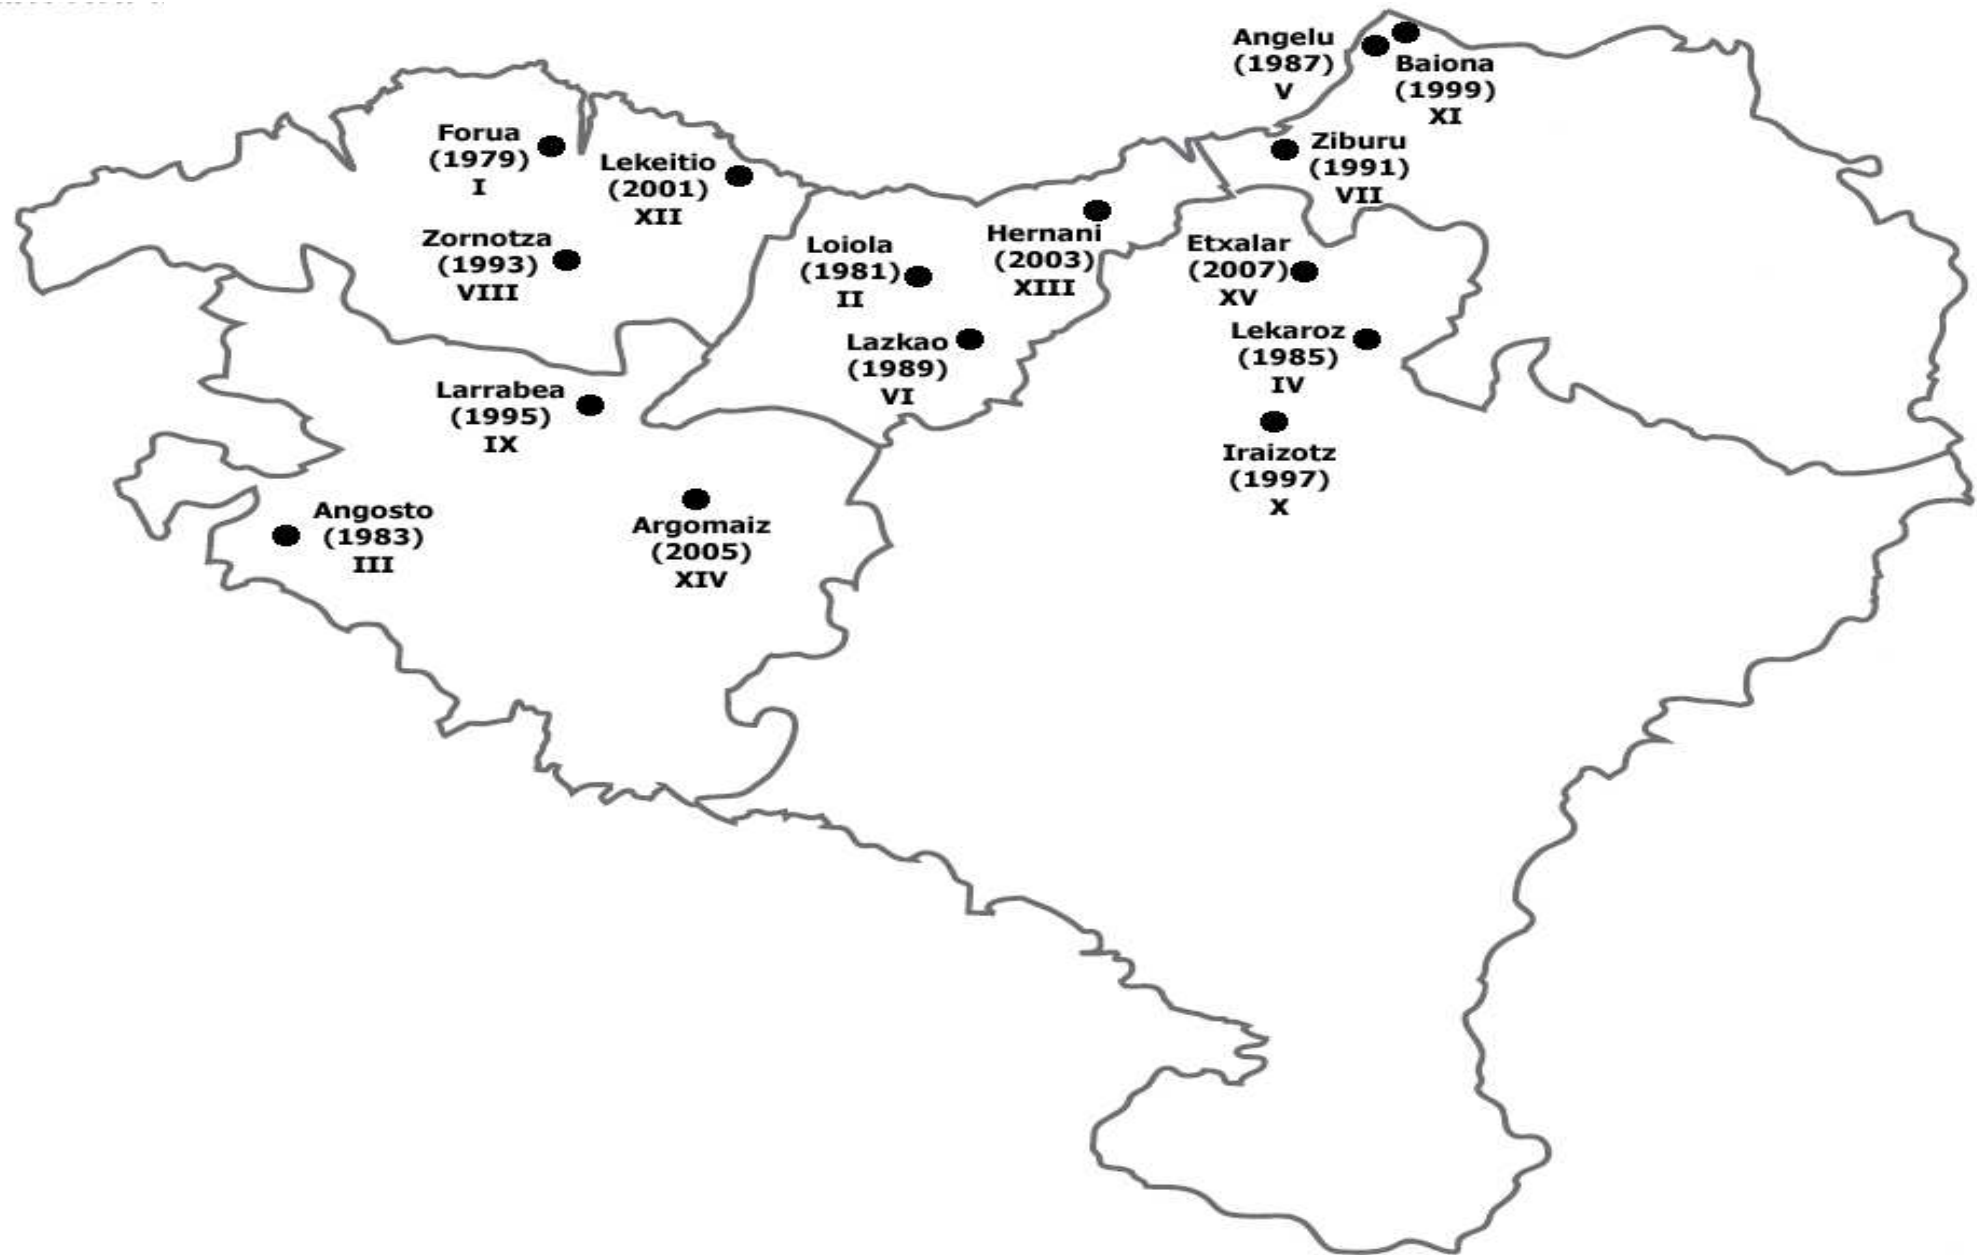 Angelu
(1987)
V
Baiona
(1999)
XI
Forua
(1979)
I
Lekeitio
(2001)
XII
Ziburu
(1991)
VII
Zornotza
(1993)
VIII
Loiola
(1981)
II
Hernani
(2003)
XIII
Etxalar
(2007)
XV
Lazkao
(1989)
VI
Lekaroz
(1985)
IV
Larrabea
(1995)
IX
Iraizotz
(1997)
X
Angosto
(1983)
III
Argomaiz
(2005)
XIV